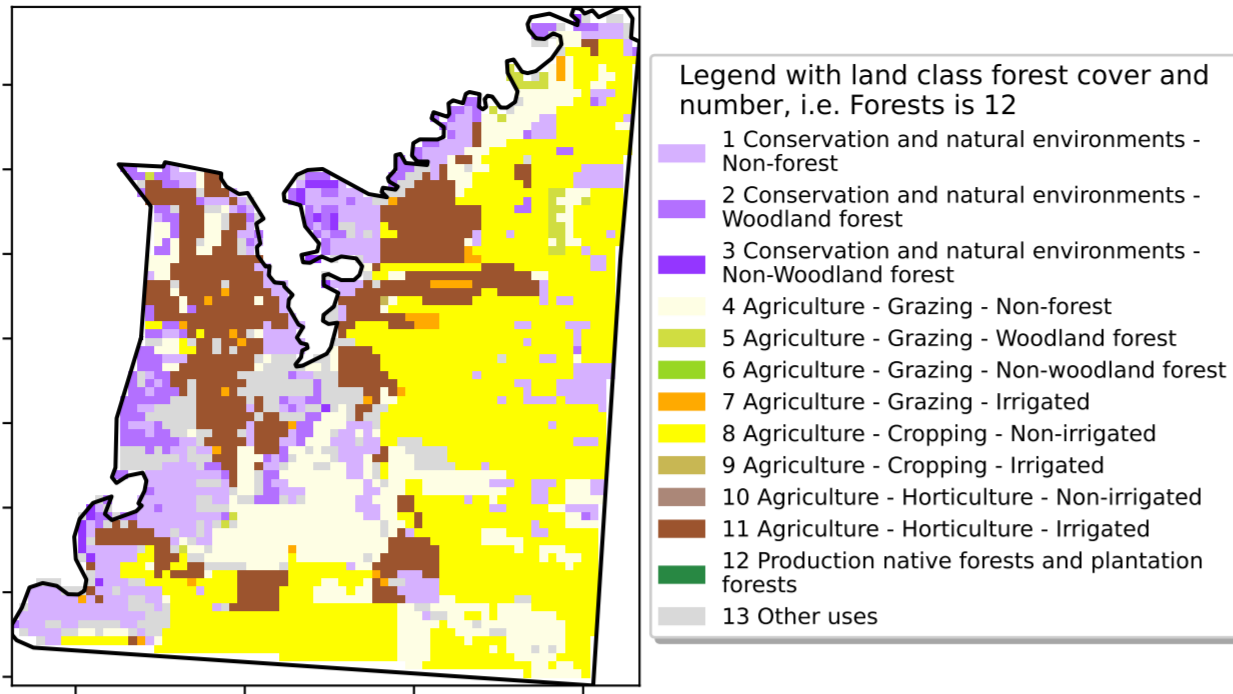 Legend with land class forest cover and
number, i.e. Forests is 12
1 Conservation and natural environments -
Non-forest
2 Conservation and natural environments -
Woodland forest
3 Conservation and natural environments -
Non-Woodland forest
4 Agriculture - Grazing - Non-forest
5 Agriculture - Grazing - Woodland forest
6 Agriculture - Grazing - Non-woodland forest
7 Agriculture - Grazing - Irrigated
8 Agriculture - Cropping - Non-irrigated
9 Agriculture - Cropping - Irrigated
10 Agriculture - Horticulture - Non-irrigated
11 Agriculture - Horticulture - Irrigated
12 Production native forests and plantation
forests
13 Other uses